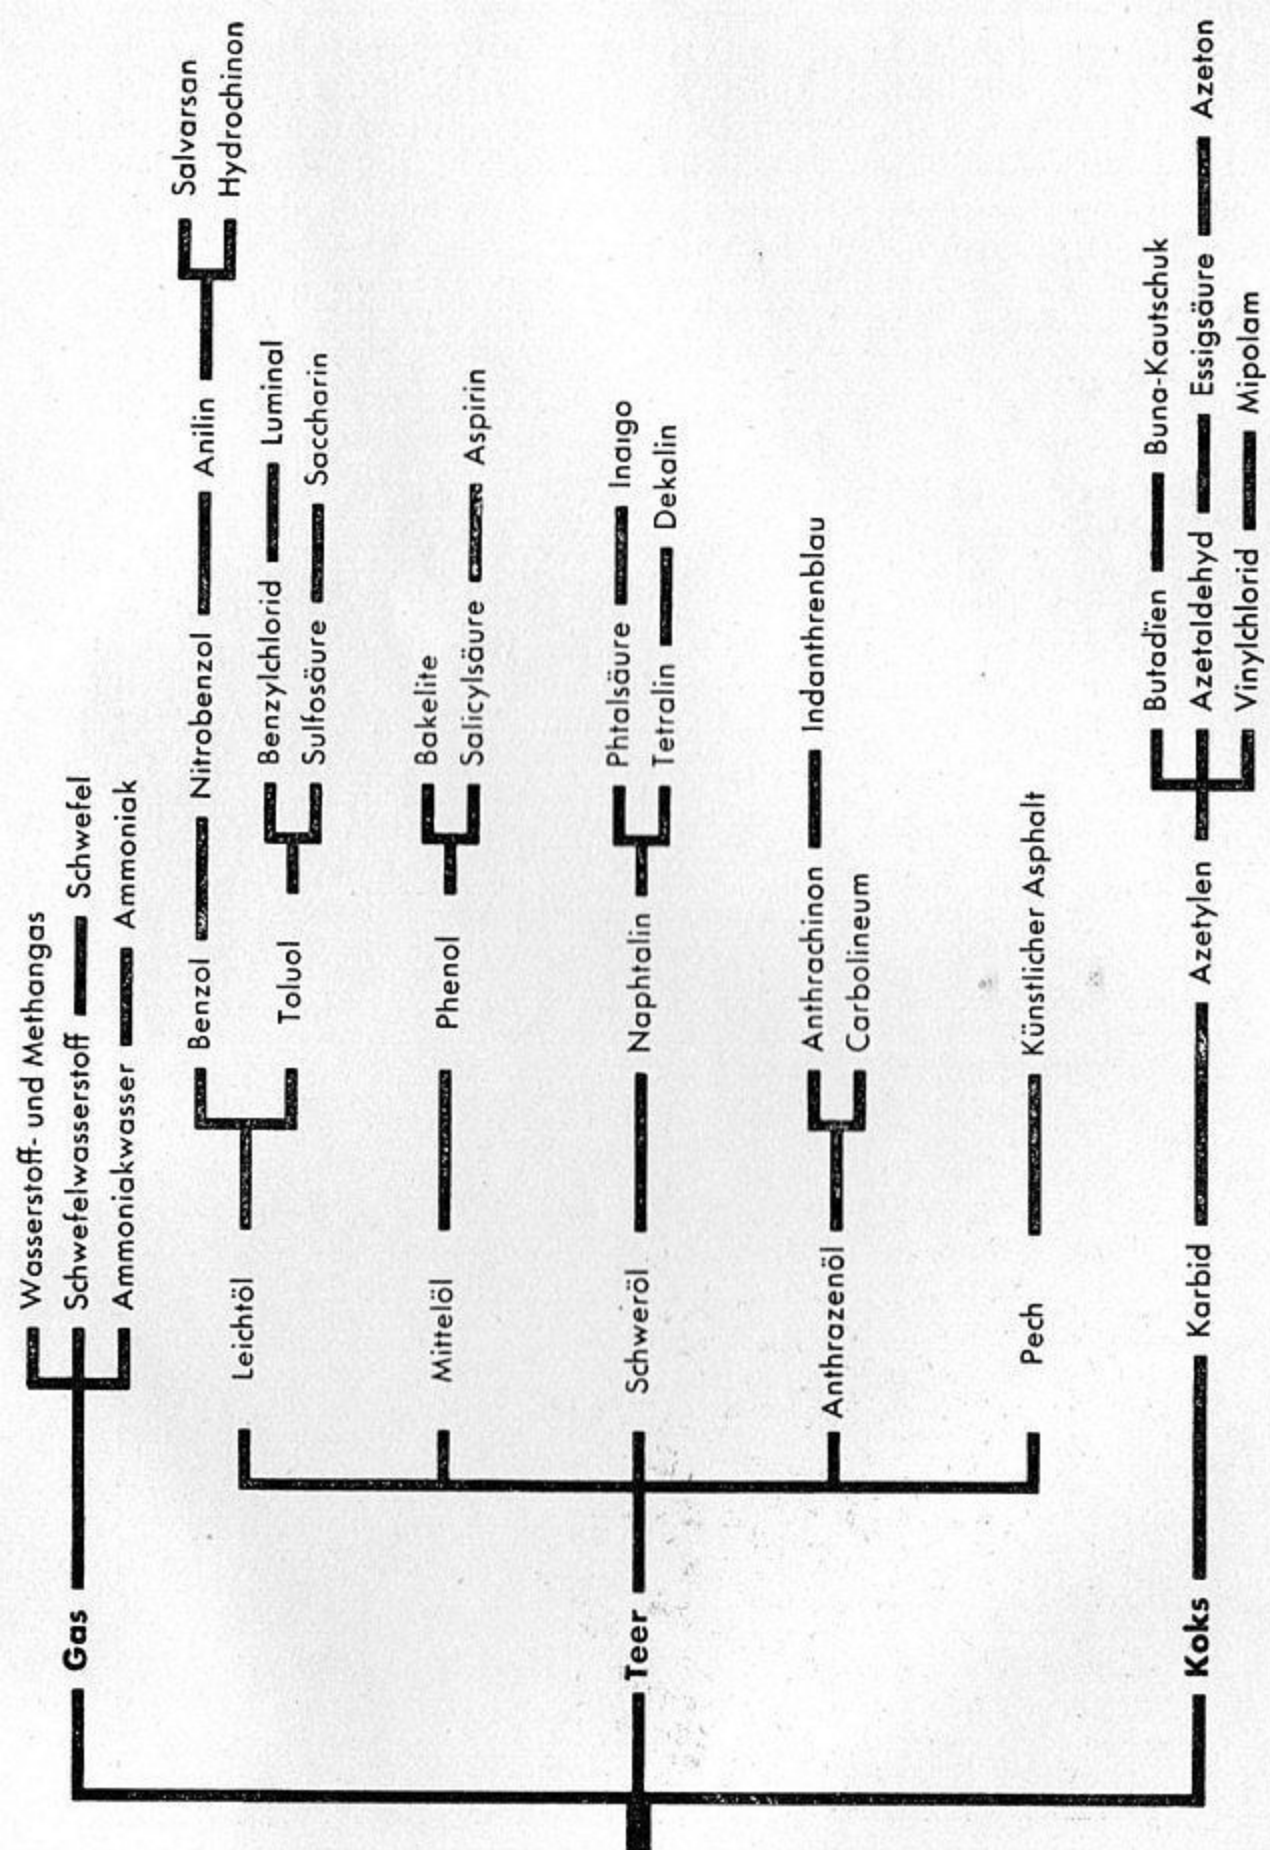 Gas
Wasserstoff- und Methangas
Schwefelwasserstoff
Schwefel
Ammoniakwasser
Ammoniak
Teer
Leichtöl
Benzol
Nitrobenzol
Anilin
Salvarsan
Hydrochinon
Toluol
Benzylchlorid
Luminal
Sulfosäure
Saccharin
Mittelöl
Phenol
Bakelite
Salicylsäure
Aspirin
Schweröl
Naphtalin
Phtalsäure
Indigo
Tetralin
Dekalin
Anthrazenöl
Anthrachinon
Indanthrenblau
Carbolineum
Pech
Künstlicher Asphalt
Koks
Karbid
Azetylen
Butadien
Buna-Kautschuk
Azetaldehyd
Essigsäure
Azeton
Vinylchlorid
Mipolam